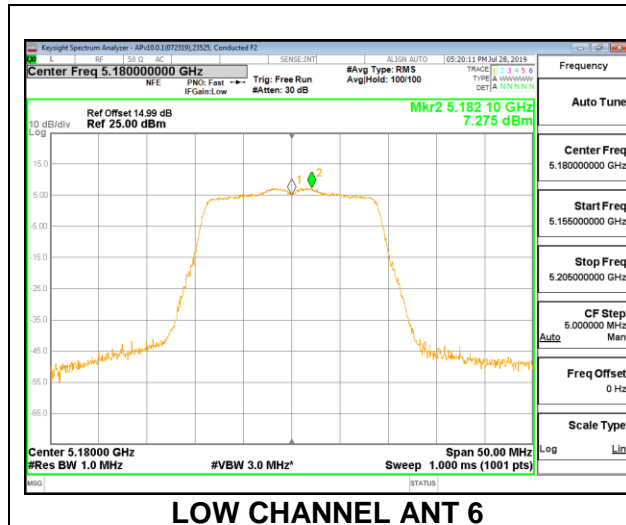 Keysight Spectrum Analyzer - APv10.0.1(072319),23525, Conducted F2
L RF 50 Ω AC SENSE:INT ALIGN AUTO 05:20:11 PM Jul 28, 2019
Center Freq 5.180000000 GHz
NFE
PNO: Fast
IFGain:Low
Trig: Free Run
#Atten: 30 dB
#Avg Type: RMS
Avg|Hold: 100/100
TRACE 1 2 3 4 5 6
TYPE A WWWWW
DET A N N N N N
Ref Offset 14.99 dB
10 dB/div Ref 25.00 dBm
Log
Mkr2 5.182 10 GHz
7.275 dBm
1
2
15.0
5.00
-5.00
-15.0
-25.0
-35.0
-45.0
-55.0
-65.0
Center 5.18000 GHz Span 50.00 MHz
#Res BW 1.0 MHz #VBW 3.0 MHz* Sweep 1.000 ms (1001 pts)
MSG STATUS
Frequency
Auto Tune
Center Freq
5.180000000 GHz
Start Freq
5.155000000 GHz
Stop Freq
5.205000000 GHz
CF Step
5.000000 MHz
Auto Man
Freq Offset
0 Hz
Scale Type
Log Lin
LOW CHANNEL ANT 6